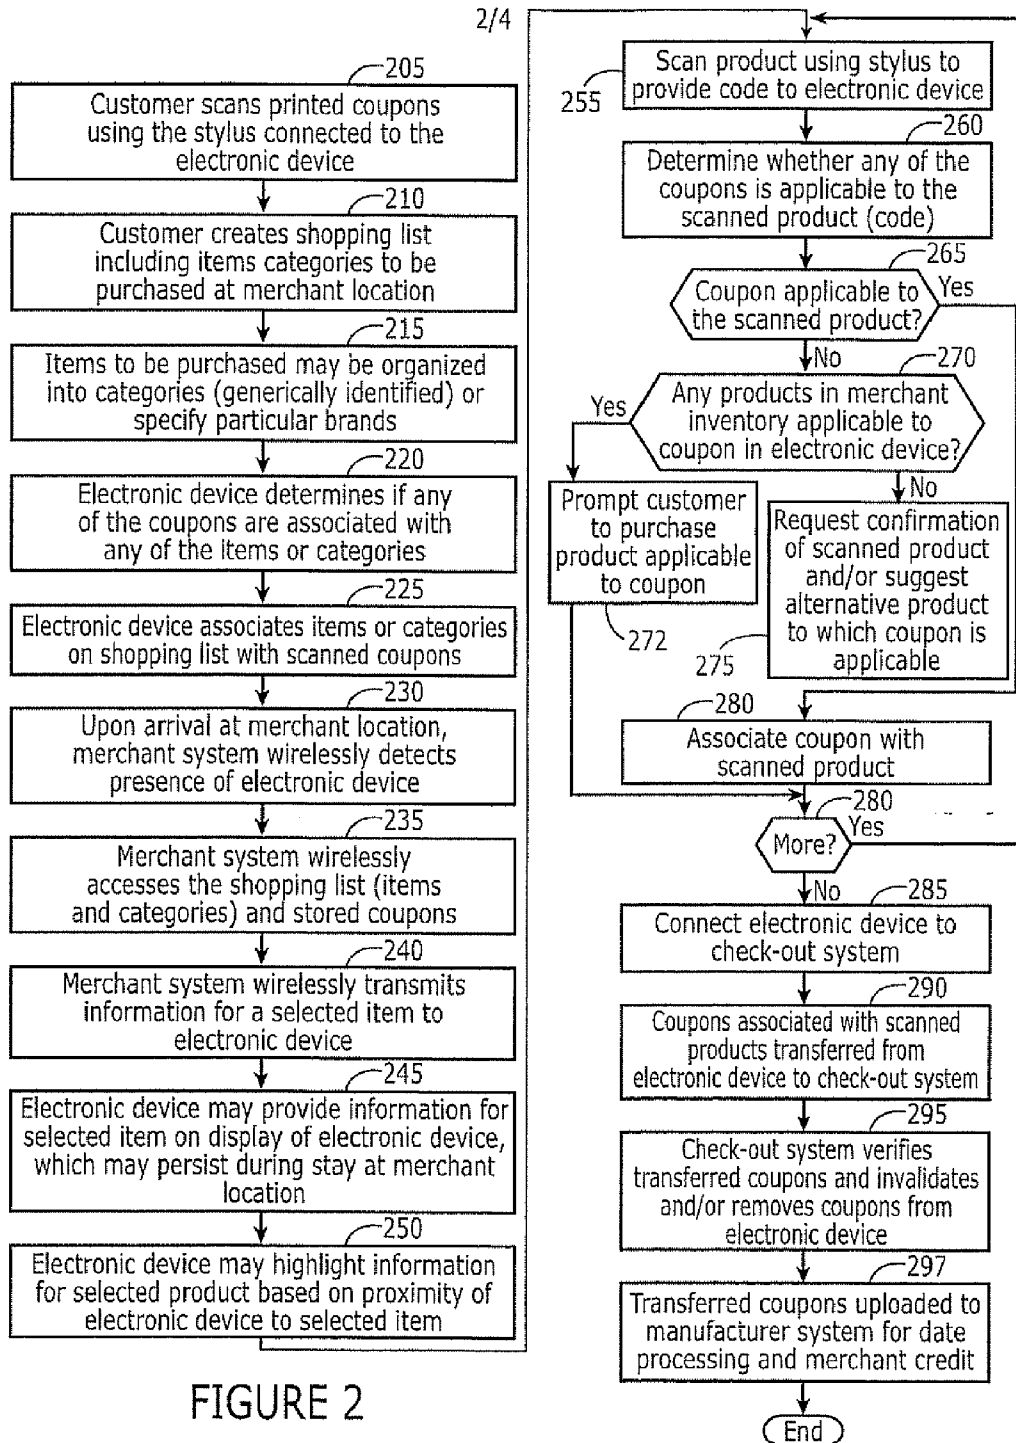 2/4
205
Customer scans printed coupons
using the stylus connected to the
electronic device
210
Customer creates shopping list
including items categories to be
purchased at merchant location
215
Items to be purchased may be organized
into categories (generically identified) or
specify particular brands
220
Electronic device determines if any
of the coupons are associated with
any of the items or categories
225
Electronic device associates items or categories
on shopping list with scanned coupons
230
Upon arrival at merchant location,
merchant system wirelessly detects
presence of electronic device
235
Merchant system wirelessly
accesses the shopping list (items
and categories) and stored coupons
240
Merchant system wirelessly transmits
information for a selected item to
electronic device
245
Electronic device may provide information for
selected item on display of electronic device,
which may persist during stay at merchant
location
250
Electronic device may highlight information
for selected product based on proximity of
electronic device to selected item
FIGURE 2
255
Scan product using stylus to
provide code to electronic device
260
Determine whether any of the
coupons is applicable to the
scanned product (code)
265
Coupon applicable to
the scanned product?
Yes
No
270
Any products in merchant
inventory applicable to
coupon in electronic device?
Yes
No
Prompt customer
to purchase
product applicable
to coupon
272
Request confirmation
of scanned product
and/or suggest
alternative product
to which coupon is
applicable
275
280
Associate coupon with
scanned product
280
More?
Yes
No
285
Connect electronic device to
check-out system
290
Coupons associated with scanned
products transferred from
electronic device to check-out system
295
Check-out system verifies
transferred coupons and invalidates
and/or removes coupons from
electronic device
297
Transferred coupons uploaded to
manufacturer system for date
processing and merchant credit
End